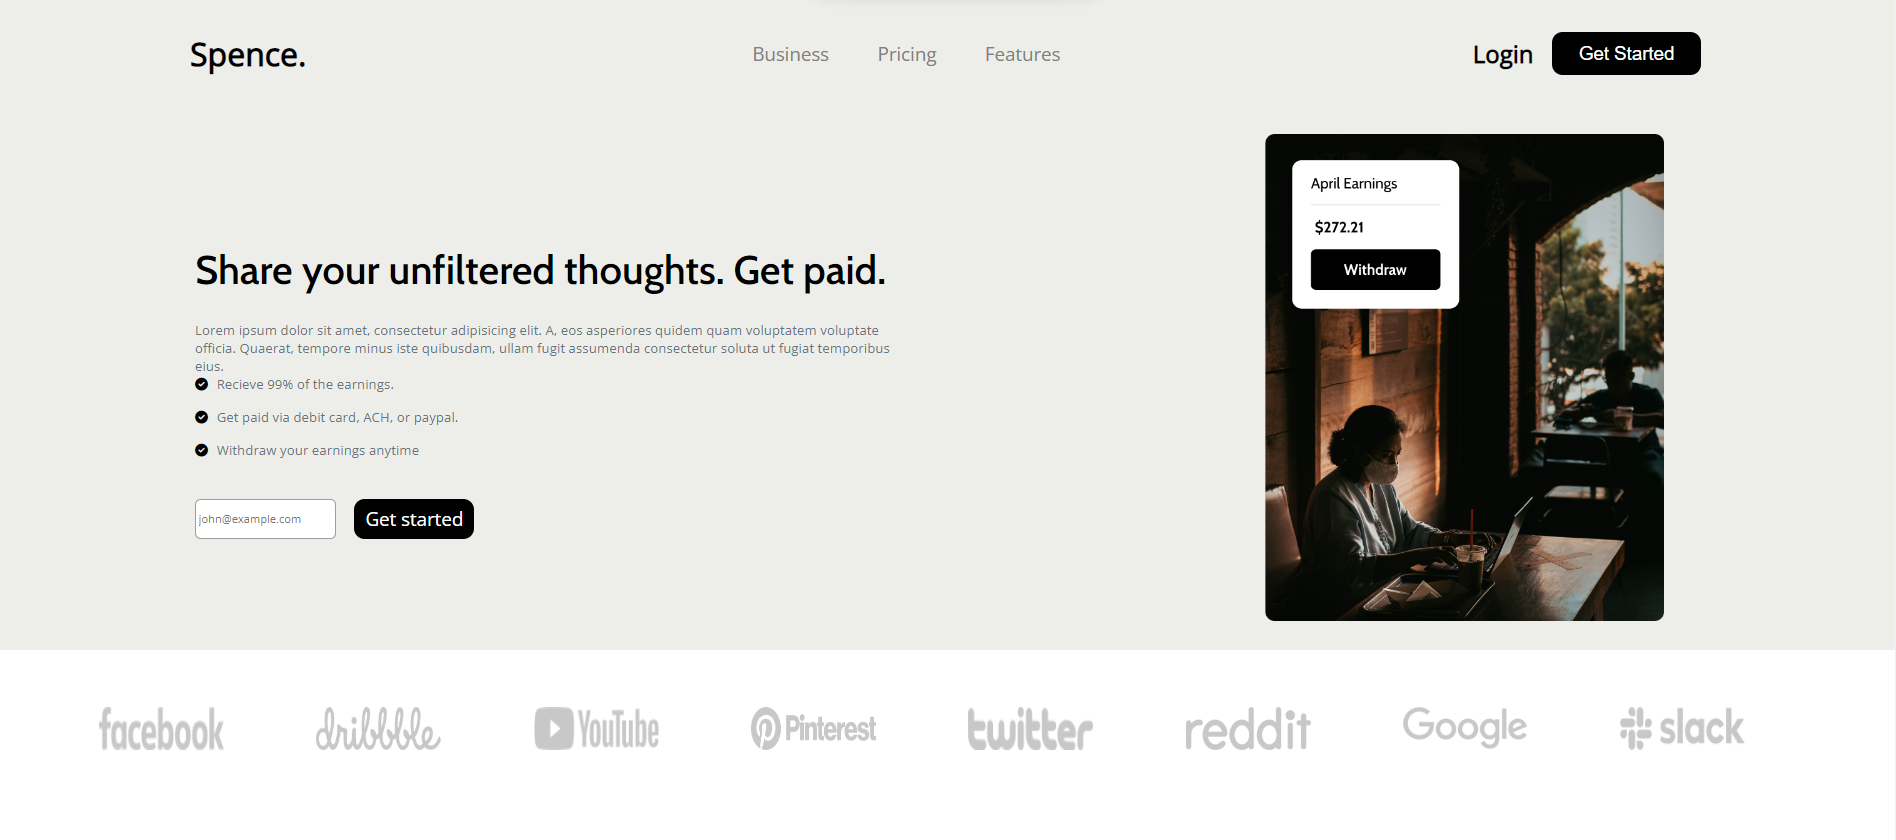 Spence.
Business Pricing Features
Login Get Started
April Earnings
$272.21
Withdraw
Share your unfiltered thoughts. Get paid.
Lorem ipsum dolor sit amet, consectetur adipisicing elit. A, eos asperiores quidem quam voluptatem voluptate
officia. Quaerat, tempore minus iste quibusdam, ullam fugit assumenda consectetur soluta ut fugiat temporibus
eius.
Recieve 99% of the earnings.
Get paid via debit card, ACH, or paypal.
Withdraw your earnings anytime
john@example.com Get started
facebook dribbble YouTube Pinterest twitter reddit Google slack